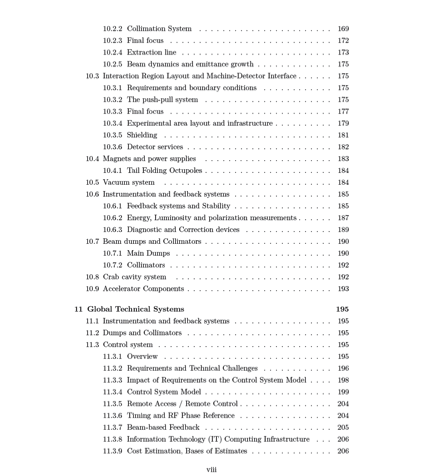 10.2.2 Collimation System . . . . . . . . . . . . . . . . . . . . . . . 169
10.2.3 Final focus . . . . . . . . . . . . . . . . . . . . . . . . . . . . 172
10.2.4 Extraction line . . . . . . . . . . . . . . . . . . . . . . . . . . 173
10.2.5 Beam dynamics and emittance growth . . . . . . . . . . . . . 175
10.3 Interaction Region Layout and Machine-Detector Interface . . . . . . 175
10.3.1 Requirements and boundary conditions . . . . . . . . . . . . 175
10.3.2 The push-pull system . . . . . . . . . . . . . . . . . . . . . . 175
10.3.3 Final focus . . . . . . . . . . . . . . . . . . . . . . . . . . . . 177
10.3.4 Experimental area layout and infrastructure . . . . . . . . . . 179
10.3.5 Shielding . . . . . . . . . . . . . . . . . . . . . . . . . . . . . 181
10.3.6 Detector services . . . . . . . . . . . . . . . . . . . . . . . . . 182
10.4 Magnets and power supplies . . . . . . . . . . . . . . . . . . . . . . 183
10.4.1 Tail Folding Octupoles . . . . . . . . . . . . . . . . . . . . . . 184
10.5 Vacuum system . . . . . . . . . . . . . . . . . . . . . . . . . . . . . 184
10.6 Instrumentation and feedback systems . . . . . . . . . . . . . . . . . 185
10.6.1 Feedback systems and Stability . . . . . . . . . . . . . . . . . 185
10.6.2 Energy, Luminosity and polarization measurements . . . . . . 187
10.6.3 Diagnostic and Correction devices . . . . . . . . . . . . . . . 189
10.7 Beam dumps and Collimators . . . . . . . . . . . . . . . . . . . . . . 190
10.7.1 Main Dumps . . . . . . . . . . . . . . . . . . . . . . . . . . . 190
10.7.2 Collimators . . . . . . . . . . . . . . . . . . . . . . . . . . . . 192
10.8 Crab cavity system . . . . . . . . . . . . . . . . . . . . . . . . . . . 192
10.9 Accelerator Components . . . . . . . . . . . . . . . . . . . . . . . . . 193
11 Global Technical Systems 195
11.1 Instrumentation and feedback systems . . . . . . . . . . . . . . . . . 195
11.2 Dumps and Collimators . . . . . . . . . . . . . . . . . . . . . . . . . 195
11.3 Control system . . . . . . . . . . . . . . . . . . . . . . . . . . . . . . 195
11.3.1 Overview . . . . . . . . . . . . . . . . . . . . . . . . . . . . . 195
11.3.2 Requirements and Technical Challenges . . . . . . . . . . . . 196
11.3.3 Impact of Requirements on the Control System Model . . . . 198
11.3.4 Control System Model . . . . . . . . . . . . . . . . . . . . . . 199
11.3.5 Remote Access / Remote Control . . . . . . . . . . . . . . . . 204
11.3.6 Timing and RF Phase Reference . . . . . . . . . . . . . . . . 204
11.3.7 Beam-based Feedback . . . . . . . . . . . . . . . . . . . . . . 205
11.3.8 Information Technology (IT) Computing Infrastructure . . . 206
11.3.9 Cost Estimation, Bases of Estimates . . . . . . . . . . . . . . 206
viii